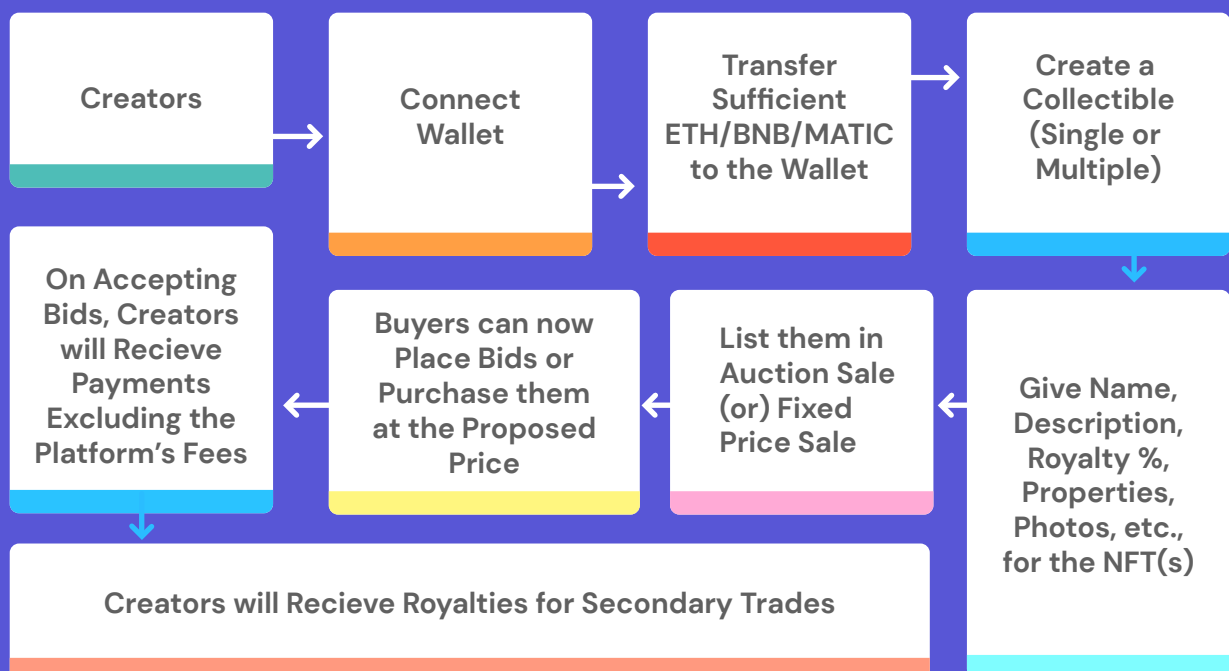 Creators
Connect
Wallet
Transfer
Sufficient
ETH/BNB/MATIC
to the Wallet
Create a
Collectible
(Single or
Multiple)
Give Name,
Description,
Royalty %,
Properties,
Photos, etc.,
for the NFT(s)
List them in
Auction Sale
(or) Fixed
Price Sale
Buyers can now
Place Bids or
Purchase them
at the Proposed
Price
On Accepting
Bids, Creators
will Recieve
Payments
Excluding the
Platform’s Fees
Creators will Recieve Royalties for Secondary Trades